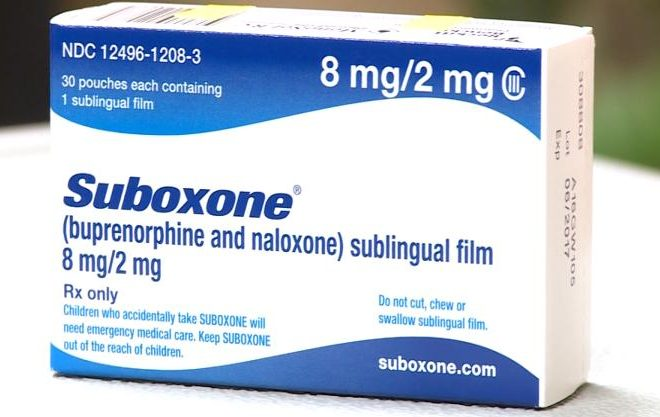 NDC 12496-1208-3
30 pouches each containing
1 sublingual film
8 mg/2 mg CIII
Suboxone®
(buprenorphine and naloxone) sublingual film
8 mg/2 mg
Rx only
Children who accidentally take SUBOXONE will
need emergency medical care. Keep SUBOXONE
out of the reach of children.
Do not cut, chew or
swallow sublingual film.
suboxone.com
Lot
Exp
06/2017